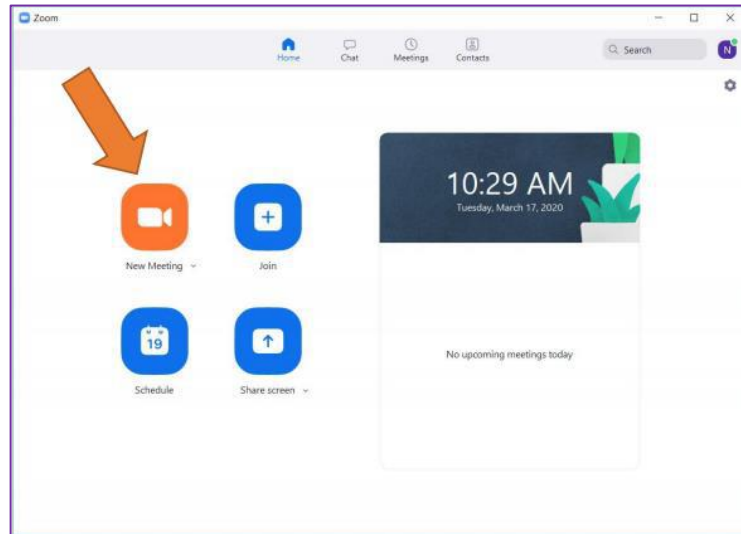 Zoom
Home
Chat
Meetings
Contacts
Search
N
10:29 AM
Tuesday, March 17, 2020
New Meeting
Join
19
Schedule
Share screen
No upcoming meetings today